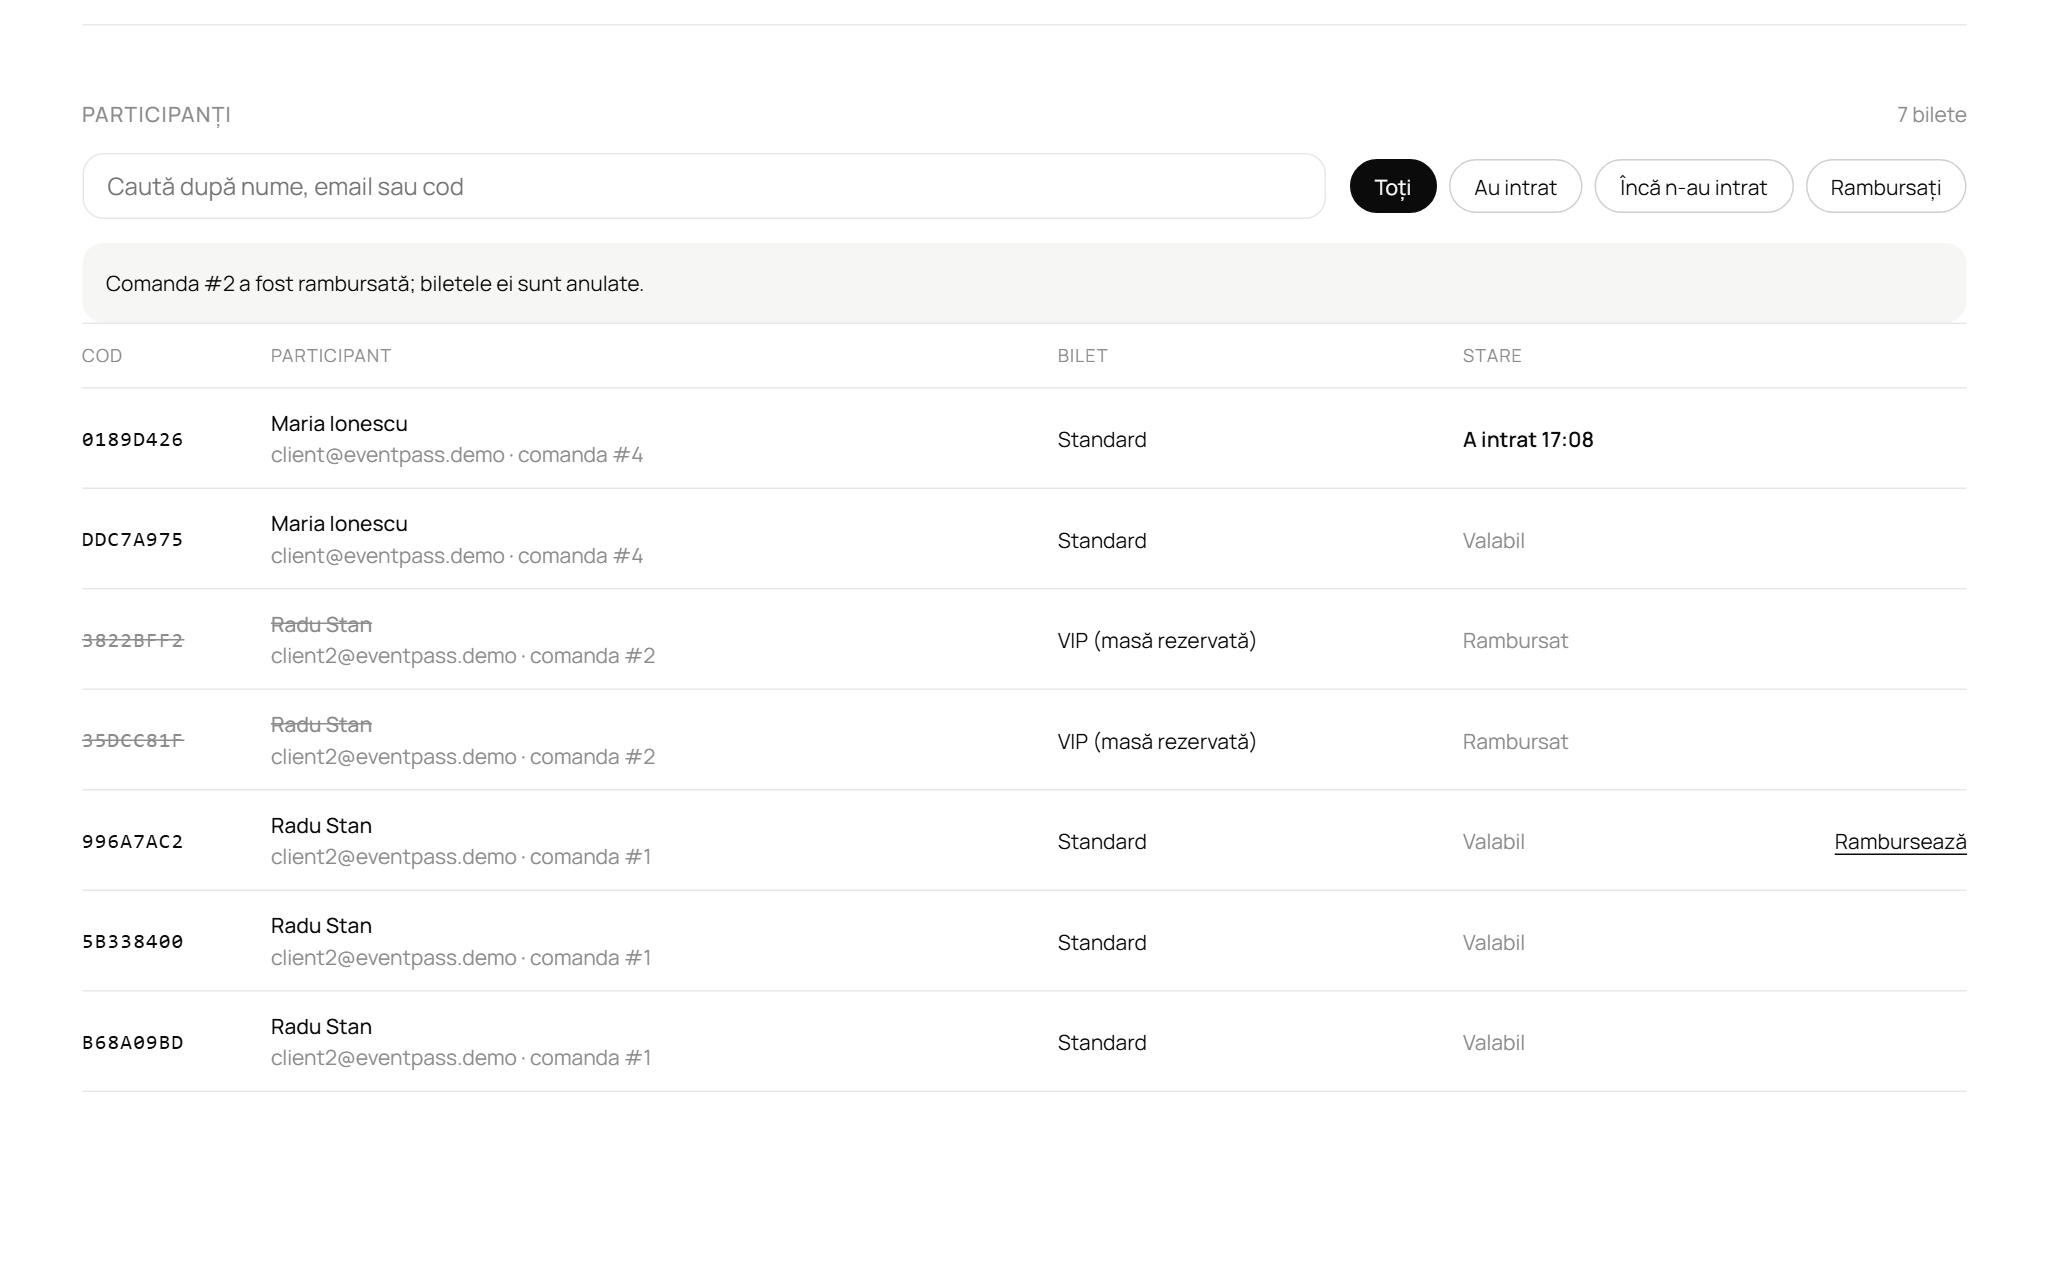 PARTICIPANȚI
7 bilete
Caută după nume, email sau cod
Toți
Au intrat
Încă n-au intrat
Rambursați
Comanda #2 a fost rambursată; biletele ei sunt anulate.
COD PARTICIPANT BILET STARE
0189D426 Maria Ionescu Standard A intrat 17:08
client@eventpass.demo · comanda #4
DDC7A975 Maria Ionescu Standard Valabil
client@eventpass.demo · comanda #4
3822BFF2 Radu Stan VIP (masă rezervată) Rambursat
client2@eventpass.demo · comanda #2
35DCC81F Radu Stan VIP (masă rezervată) Rambursat
client2@eventpass.demo · comanda #2
996A7AC2 Radu Stan Standard Valabil Rambursează
client2@eventpass.demo · comanda #1
5B338400 Radu Stan Standard Valabil
client2@eventpass.demo · comanda #1
B68A09BD Radu Stan Standard Valabil
client2@eventpass.demo · comanda #1